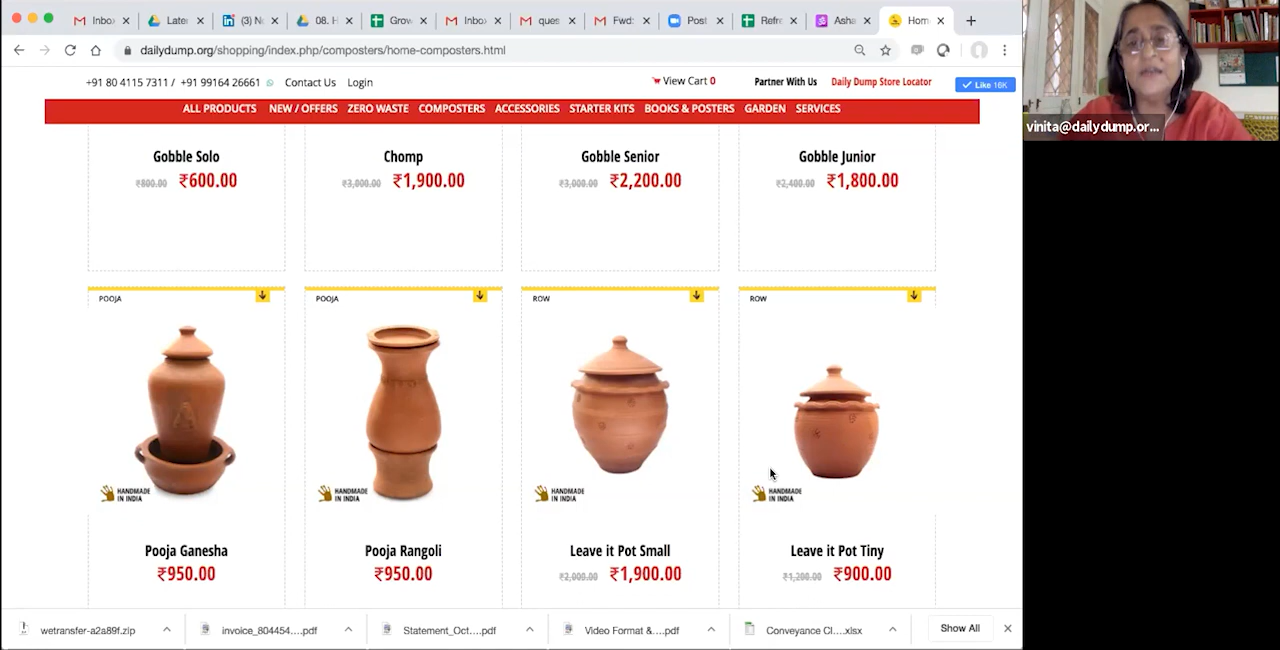 Inbo
Late
(3) N
08. H
Grov
Inbo
ques
Fwd:
Post
Refr
Asha
Hom
dailydump.org/shopping/index.php/composters/home-composters.html
+91 80 4115 7311 / +91 99164 26661 Contact Us Login
View Cart 0
Partner With Us
Daily Dump Store Locator
Like 16K
ALL PRODUCTS NEW / OFFERS ZERO WASTE COMPOSTERS ACCESSORIES STARTER KITS BOOKS & POSTERS GARDEN SERVICES
vinita@dailydump.or...
Gobble Solo
₹800.00 ₹600.00
Chomp
₹3,000.00 ₹1,900.00
Gobble Senior
₹3,000.00 ₹2,200.00
Gobble Junior
₹2,400.00 ₹1,800.00
POOJA
HANDMADE
IN INDIA
Pooja Ganesha
₹950.00
POOJA
HANDMADE
IN INDIA
Pooja Rangoli
₹950.00
ROW
HANDMADE
IN INDIA
Leave it Pot Small
₹2,000.00 ₹1,900.00
ROW
HANDMADE
IN INDIA
Leave it Pot Tiny
₹1,200.00 ₹900.00
wetransfer-a2a89f.zip
invoice_804454....pdf
Statement_Oct....pdf
Video Format &....pdf
Conveyance Cl....xlsx
Show All